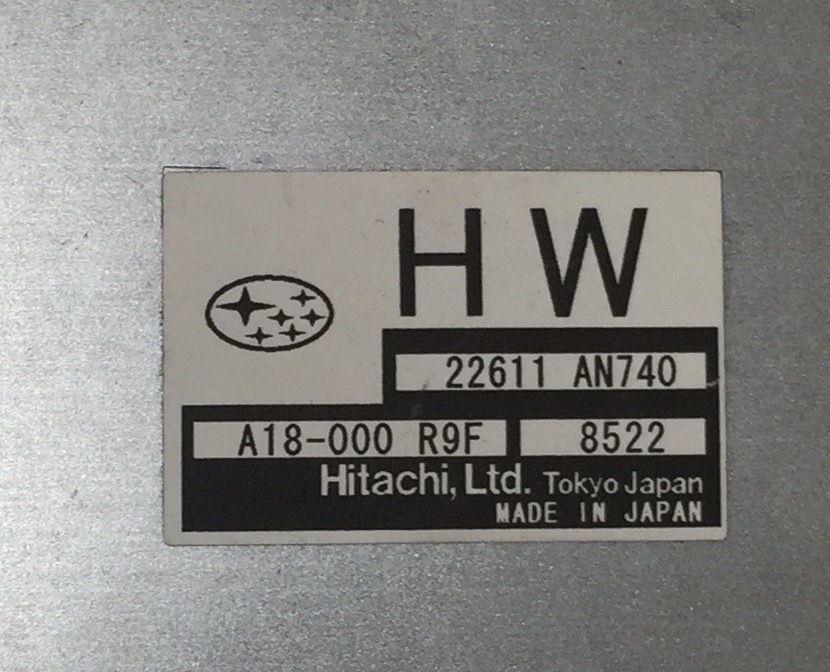 HW
22611 AN740
A18-000 R9F 8522
Hitachi, Ltd. Tokyo Japan
MADE IN JAPAN